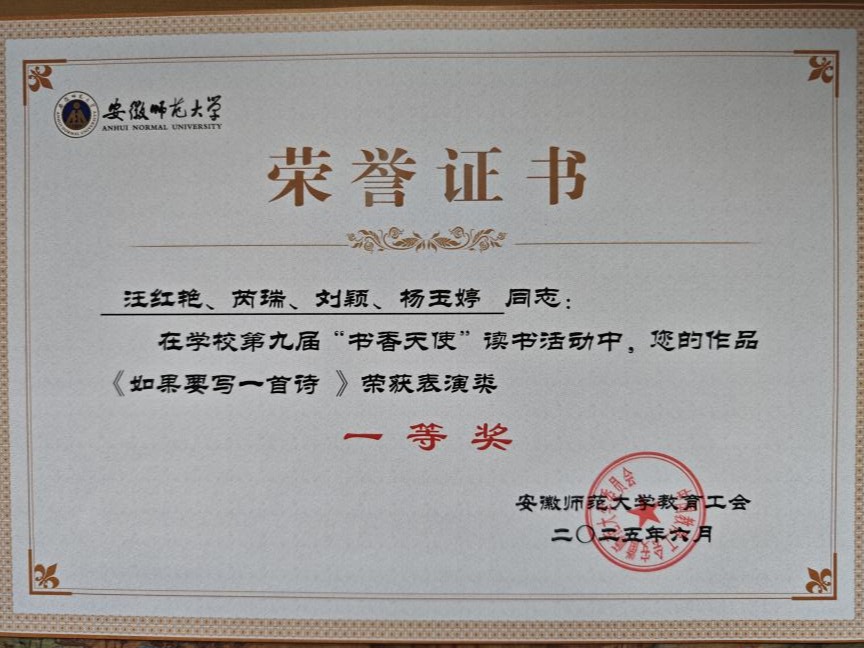 安徽师范大学
ANHUI NORMAL UNIVERSITY
荣誉证书
汪红艳、芮瑞、刘颖、杨玉婷 同志：
在学校第九届“书香天使”读书活动中，您的作品
《如果要写一首诗 》荣获表演类
一等奖
安徽师范大学教育工会
二〇二五年六月